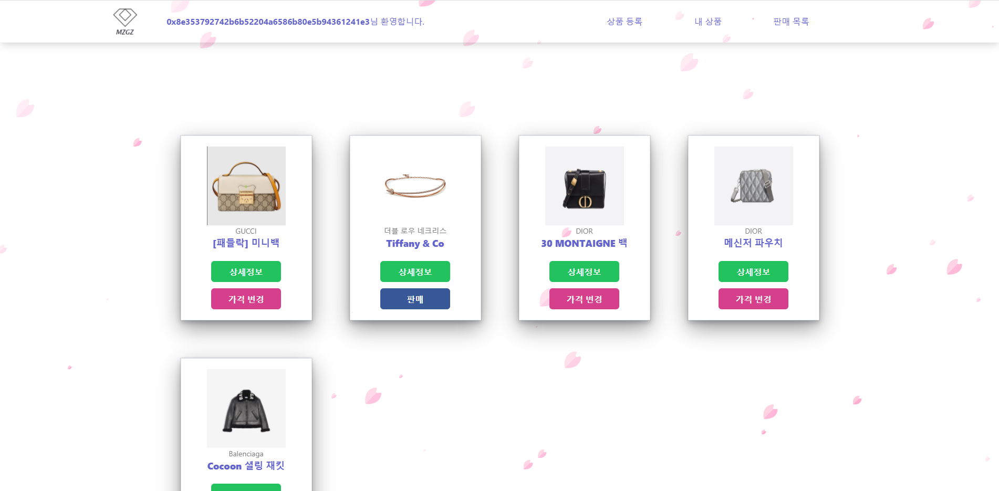 MZGZ
0x8e353792742b6b52204a6586b80e5b94361241e3님 환영합니다.
상품 등록
내 상품
판매 목록
GUCCI
[패들락] 미니백
상세정보
가격 변경
더블 로우 네크리스
Tiffany & Co
상세정보
판매
DIOR
30 MONTAIGNE 백
상세정보
가격 변경
DIOR
메신저 파우치
상세정보
가격 변경
Balenciaga
Cocoon 셜링 재킷